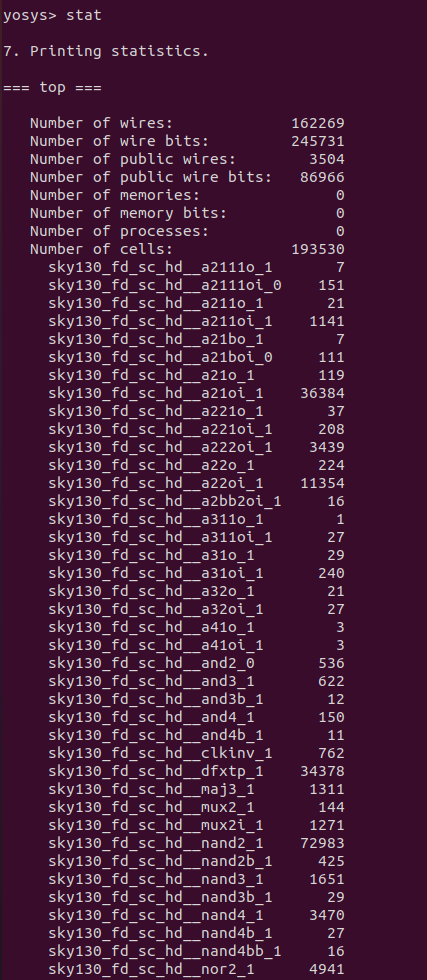 yosys> stat
7. Printing statistics.
=== top ===
Number of wires: 162269
Number of wire bits: 245731
Number of public wires: 3504
Number of public wire bits: 86966
Number of memories: 0
Number of memory bits: 0
Number of processes: 0
Number of cells: 193530
sky130_fd_sc_hd__a2111o_1 7
sky130_fd_sc_hd__a2111oi_0 151
sky130_fd_sc_hd__a211o_1 21
sky130_fd_sc_hd__a211oi_1 1141
sky130_fd_sc_hd__a21bo_1 7
sky130_fd_sc_hd__a21boi_0 111
sky130_fd_sc_hd__a21o_1 119
sky130_fd_sc_hd__a21oi_1 36384
sky130_fd_sc_hd__a221o_1 37
sky130_fd_sc_hd__a221oi_1 208
sky130_fd_sc_hd__a222oi_1 3439
sky130_fd_sc_hd__a22o_1 224
sky130_fd_sc_hd__a22oi_1 11354
sky130_fd_sc_hd__a2bb2oi_1 16
sky130_fd_sc_hd__a311o_1 1
sky130_fd_sc_hd__a311oi_1 27
sky130_fd_sc_hd__a31o_1 29
sky130_fd_sc_hd__a31oi_1 240
sky130_fd_sc_hd__a32o_1 21
sky130_fd_sc_hd__a32oi_1 27
sky130_fd_sc_hd__a41o_1 3
sky130_fd_sc_hd__a41oi_1 3
sky130_fd_sc_hd__and2_0 536
sky130_fd_sc_hd__and3_1 622
sky130_fd_sc_hd__and3b_1 12
sky130_fd_sc_hd__and4_1 150
sky130_fd_sc_hd__and4b_1 11
sky130_fd_sc_hd__clkinv_1 762
sky130_fd_sc_hd__dfxtp_1 34378
sky130_fd_sc_hd__maj3_1 1311
sky130_fd_sc_hd__mux2_1 144
sky130_fd_sc_hd__mux2i_1 1271
sky130_fd_sc_hd__nand2_1 72983
sky130_fd_sc_hd__nand2b_1 425
sky130_fd_sc_hd__nand3_1 1651
sky130_fd_sc_hd__nand3b_1 29
sky130_fd_sc_hd__nand4_1 3470
sky130_fd_sc_hd__nand4b_1 27
sky130_fd_sc_hd__nand4bb_1 16
sky130_fd_sc_hd__nor2_1 4941